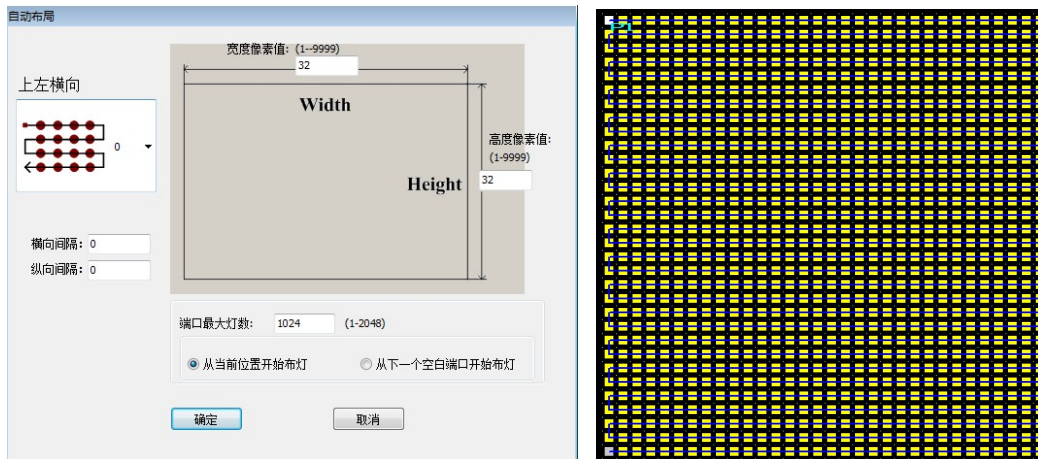 自动布局
宽度像素值: (1--9999)
32
上左横向
Width
0
高度像素值:
(1-9999)
Height
32
横向间隔: 0
纵向间隔: 0
端口最大灯数: 1024 (1-2048)
从当前位置开始布灯 从下一个空白端口开始布灯
确定 取消
P1